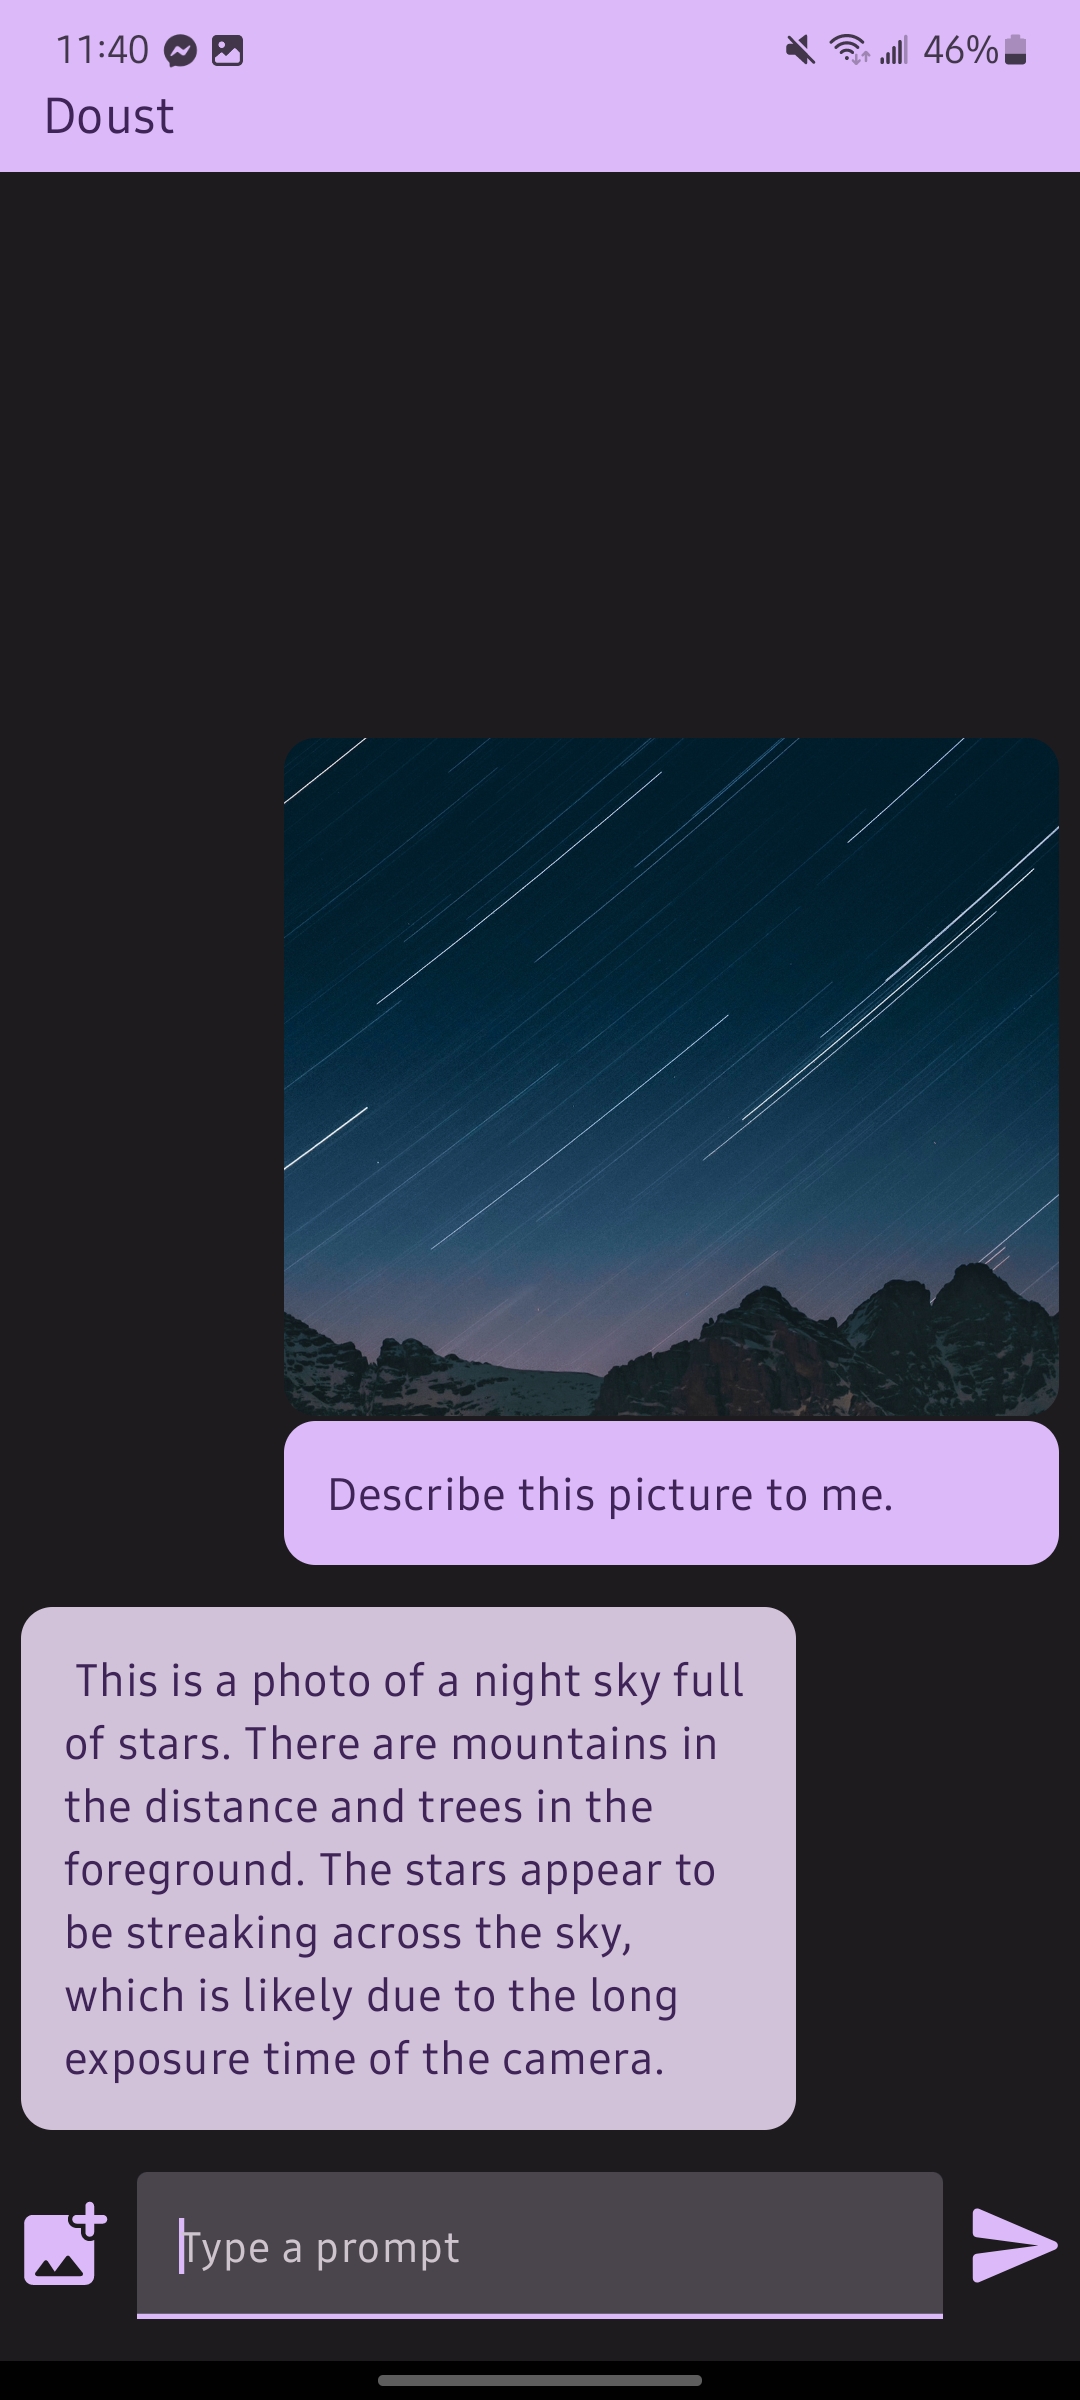 11:40
46%
Doust
Describe this picture to me.
This is a photo of a night sky full
of stars. There are mountains in
the distance and trees in the
foreground. The stars appear to
be streaking across the sky,
which is likely due to the long
exposure time of the camera.
Type a prompt